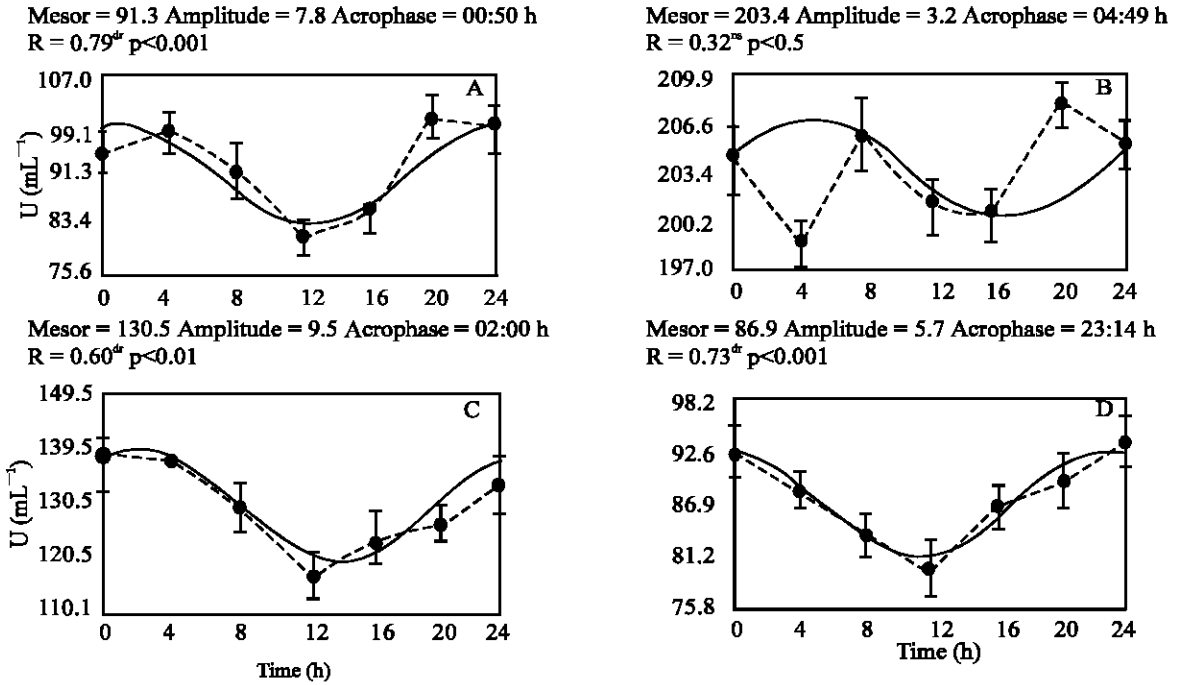 Mesor = 91.3 Amplitude = 7.8 Acrophase = 00:50 h
R = 0.79ᵈʳ p<0.001
107.0
99.1
91.3
83.4
75.6
U (mL⁻¹)
A
0 4 8 12 16 20 24
Mesor = 203.4 Amplitude = 3.2 Acrophase = 04:49 h
R = 0.32ⁿˢ p<0.5
209.9
206.6
203.4
200.2
197.0
B
0 4 8 12 16 20 24
Mesor = 130.5 Amplitude = 9.5 Acrophase = 02:00 h
R = 0.60ᵈʳ p<0.01
149.5
139.5
130.5
120.5
110.1
U (mL⁻¹)
C
0 4 8 12 16 20 24
Time (h)
Mesor = 86.9 Amplitude = 5.7 Acrophase = 23:14 h
R = 0.73ᵈʳ p<0.001
98.2
92.6
86.9
81.2
75.8
D
0 4 8 12 16 20 24
Time (h)